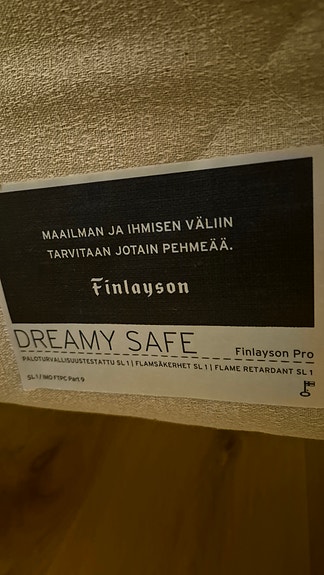 MAAILMAN JA IHMISEN VÄLIIN
TARVITAAN JOTAIN PEHMEÄÄ.
Finlayson
DREAMY SAFE
Finlayson Pro
PALOTURVALLISUUSTESTATTU SL 1 | FLAMSÄKERHET SL 1 | FLAME RETARDANT SL 1
SL 1 / IMO FTPC Part 9